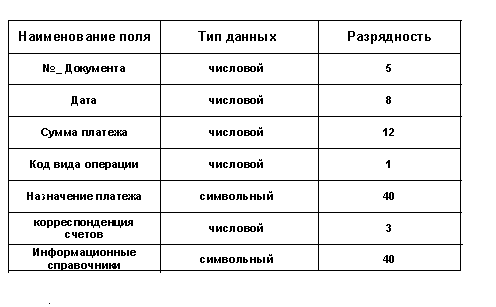 Наименование поля Тип данных Разрядность
№_ Документа числовой 5
Дата числовой 8
Сумма платежа числовой 12
Код вида операции числовой 1
Назначение платежа символьный 40
корреспонденция
счетов числовой 3
Информационные
справочники символьный 40